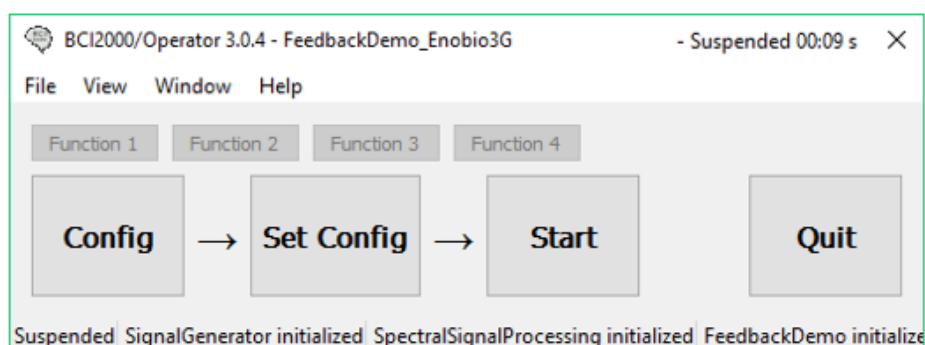 BCI2000/Operator 3.0.4 - FeedbackDemo_Enobio3G - Suspended 00:09 s
File View Window Help
Function 1 Function 2 Function 3 Function 4
Config → Set Config → Start Quit
Suspended SignalGenerator initialized SpectralSignalProcessing initialized FeedbackDemo initialize